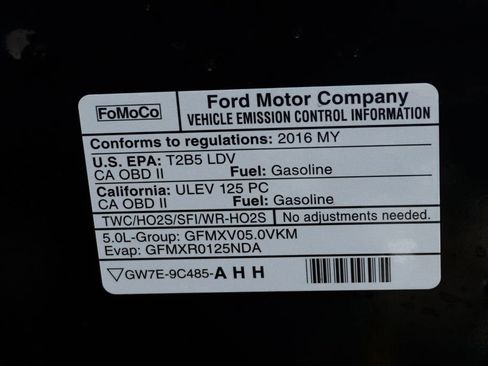 FoMoCo
Ford Motor Company
VEHICLE EMISSION CONTROL INFORMATION
Conforms to regulations: 2016 MY
U.S. EPA: T2B5 LDV
CA OBD II Fuel: Gasoline
California: ULEV 125 PC
CA OBD II Fuel: Gasoline
TWC/HO2S/SFI/WR-HO2S No adjustments needed.
5.0L-Group: GFMXV05.0VKM
Evap: GFMXR0125NDA
GW7E-9C485-AHH